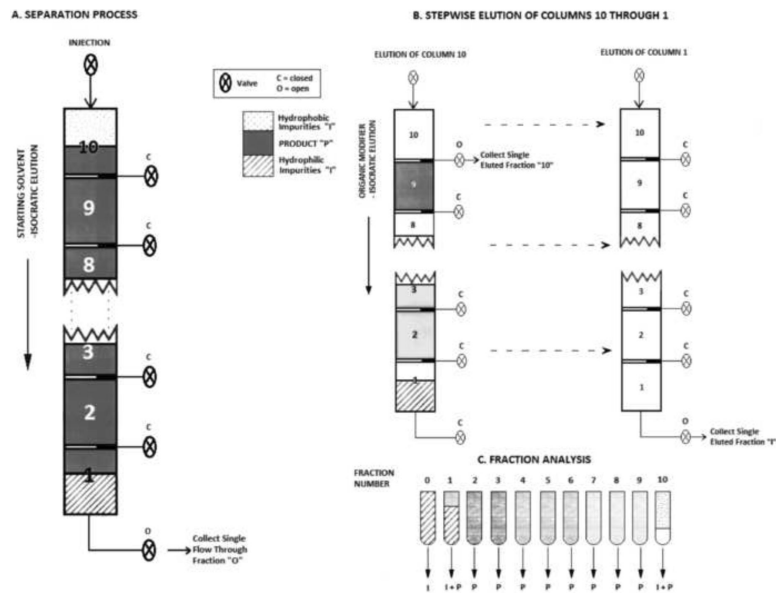 A. SEPARATION PROCESS
INJECTION
Valve
C = closed
O = open
Hydrophobic
Impurities "I"
PRODUCT "P"
Hydrophilic
Impurities "I"
STARTING SOLVENT
-ISOCRATIC ELUTION
10
C
9
C
8
3
C
2
C
1
O
Collect Single
Flow Through
Fraction "O"
B. STEPWISE ELUTION OF COLUMNS 10 THROUGH 1
ELUTION OF COLUMN 10
ELUTION OF COLUMN 1
ORGANIC MODIFIER
- ISOCRATIC ELUTION
10
O
Collect Single
Eluted Fraction "10"
9
C
8
3
C
2
C
1
C
10
C
9
C
8
3
C
2
C
1
O
Collect Single
Eluted Fraction "I"
C. FRACTION ANALYSIS
FRACTION
NUMBER
0 1 2 3 4 5 6 7 8 9 10
I I + P P P P P P P P P I + P